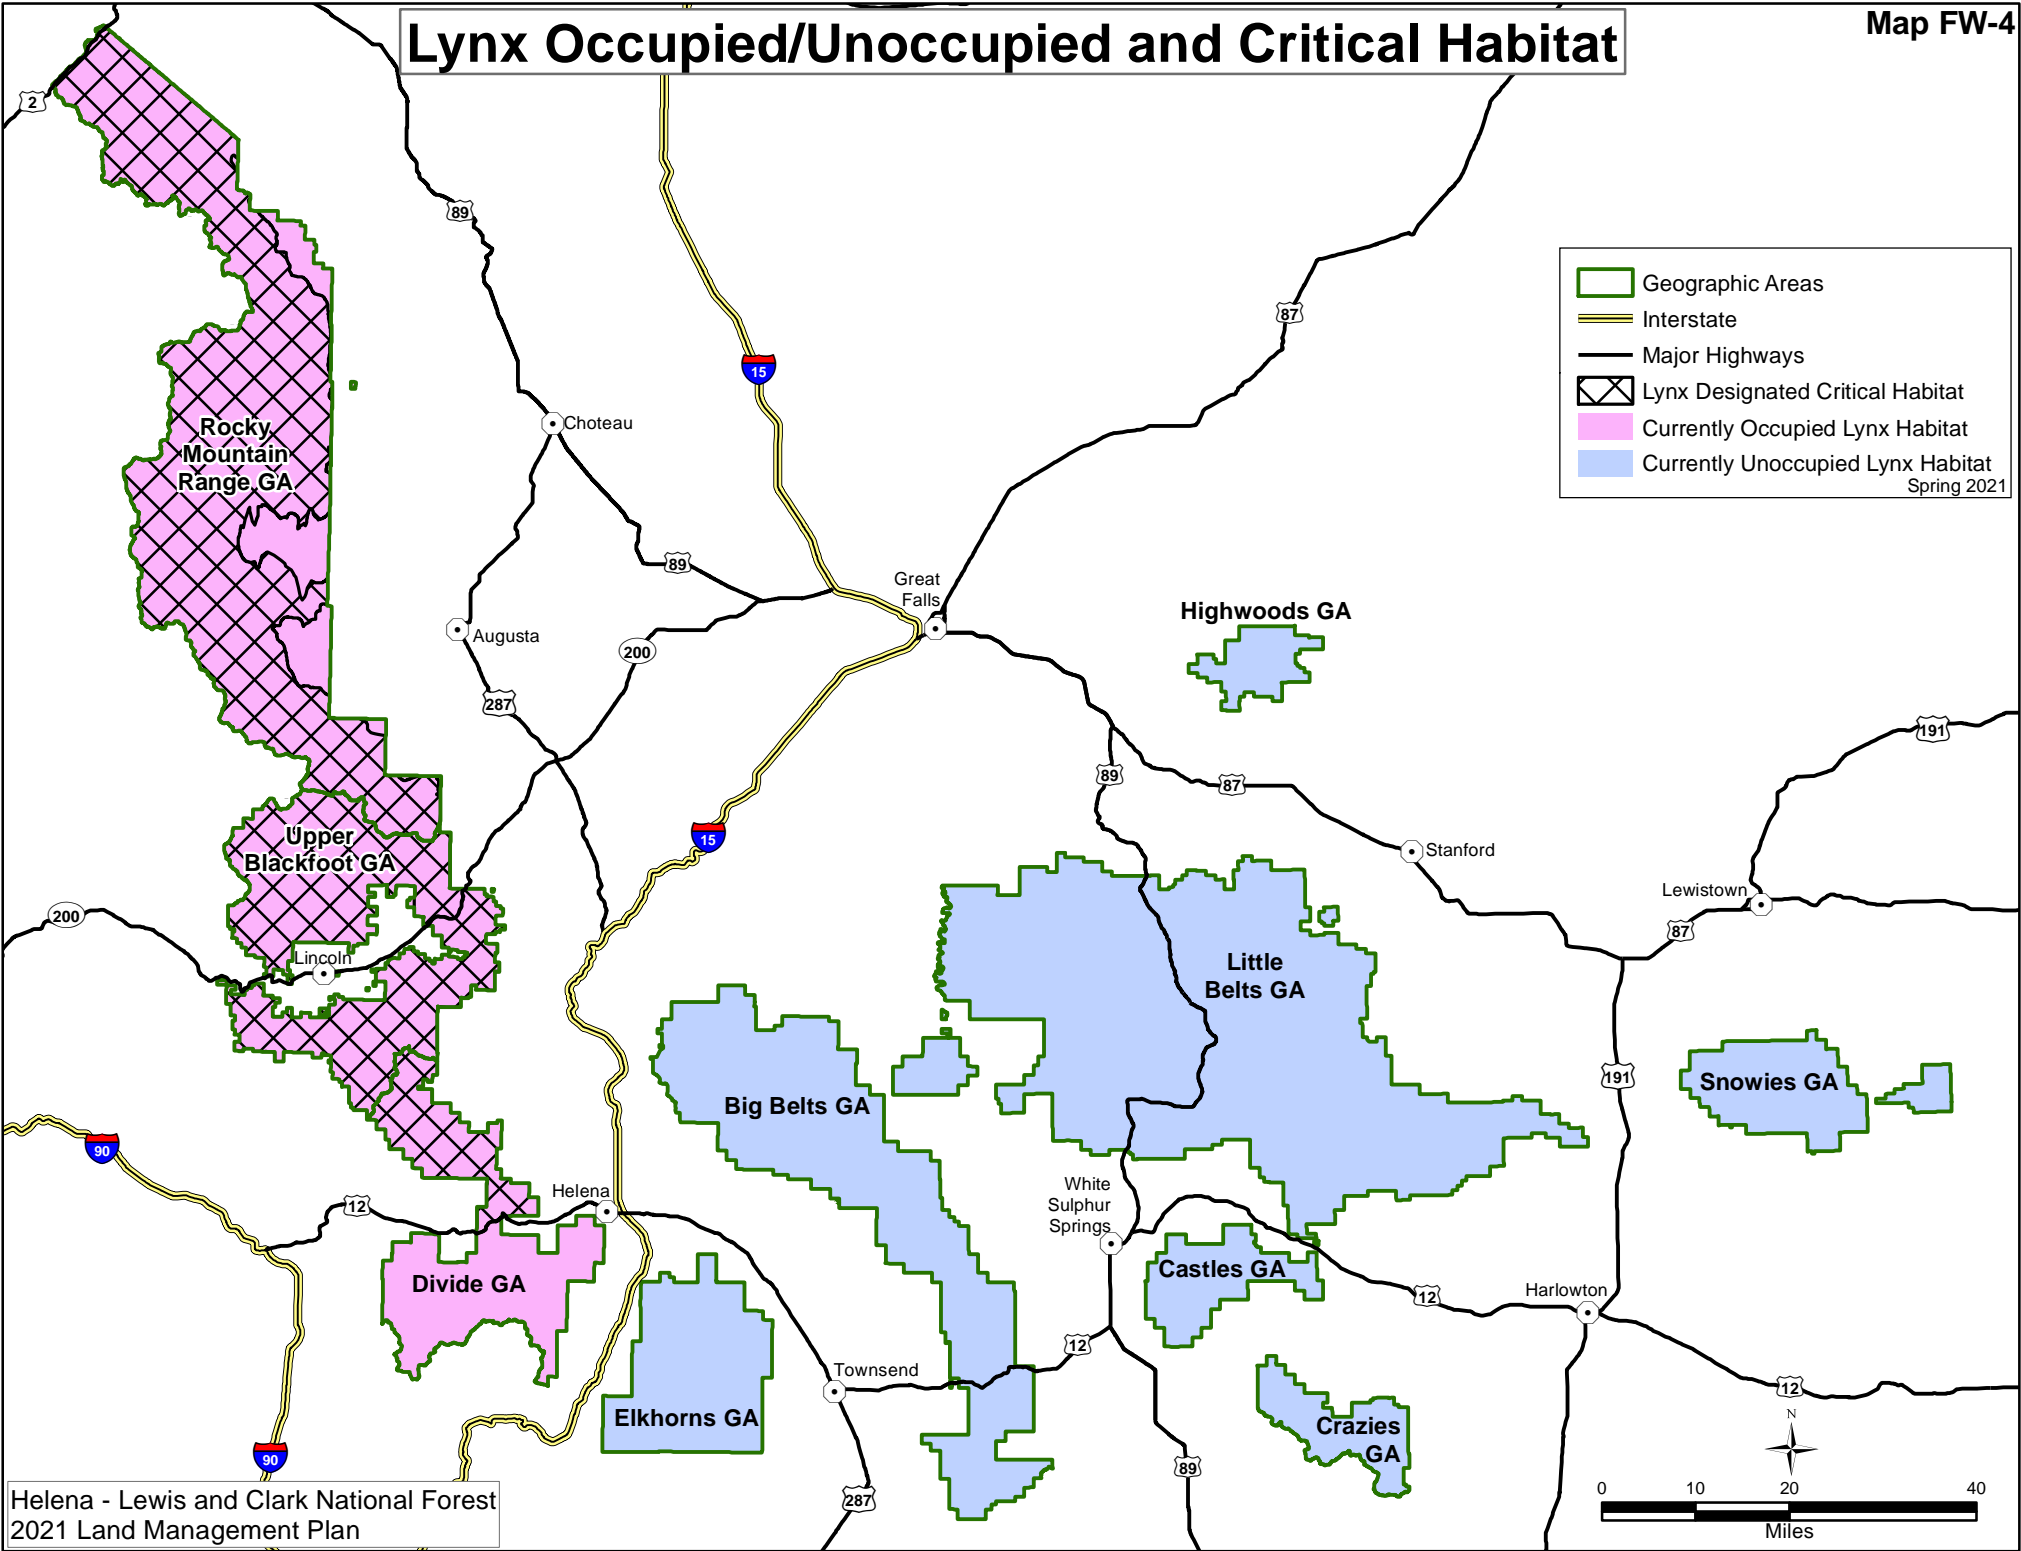 Lynx Occupied/Unoccupied and Critical Habitat
Map FW-4
2
89
15
87
Geographic Areas
Interstate
Major Highways
Lynx Designated Critical Habitat
Currently Occupied Lynx Habitat
Currently Unoccupied Lynx Habitat
Spring 2021
Rocky
Mountain
Range GA
Choteau
89
Great
Falls
Augusta
200
287
Highwoods GA
191
89
87
15
Upper
Blackfoot GA
Stanford
Lewistown
87
200
Lincoln
Little
Belts GA
Big Belts GA
191
Snowies GA
90
12
Helena
White
Sulphur
Springs
Divide GA
Castles GA
12
Harlowton
12
Townsend
12
Elkhorns GA
Crazies
GA
90
287
89
N
0 10 20 40
Miles
Helena - Lewis and Clark National Forest
2021 Land Management Plan